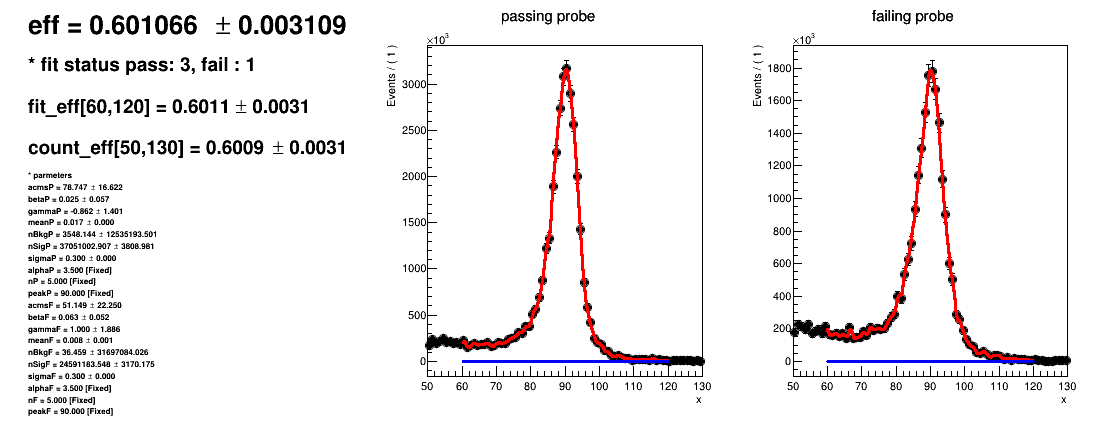 eff = 0.601066 ± 0.003109
* fit status pass: 3, fail : 1
fit_eff[60,120] = 0.6011 ± 0.0031
count_eff[50,130] = 0.6009 ± 0.0031
* parmeters
acmsP = 78.747 ± 16.622
betaP = 0.025 ± 0.057
gammaP = -0.862 ± 1.401
meanP = 0.017 ± 0.000
nBkgP = 3548.144 ± 12535193.501
nSigP = 37051002.907 ± 3808.981
sigmaP = 0.300 ± 0.000
alphaP = 3.500 [Fixed]
nP = 5.000 [Fixed]
peakP = 90.000 [Fixed]
acmsF = 51.149 ± 22.250
betaF = 0.063 ± 0.052
gammaF = 1.000 ± 1.886
meanF = 0.008 ± 0.001
nBkgF = 36.459 ± 31697084.026
nSigF = 24591183.548 ± 3170.175
sigmaF = 0.300 ± 0.000
alphaF = 3.500 [Fixed]
nF = 5.000 [Fixed]
peakF = 90.000 [Fixed]
passing probe
×10³
Events / ( 1 )
3000
2500
2000
1500
1000
500
0
50 60 70 80 90 100 110 120 130
x
failing probe
×10³
Events / ( 1 )
1800
1600
1400
1200
1000
800
600
400
200
0
50 60 70 80 90 100 110 120 130
x